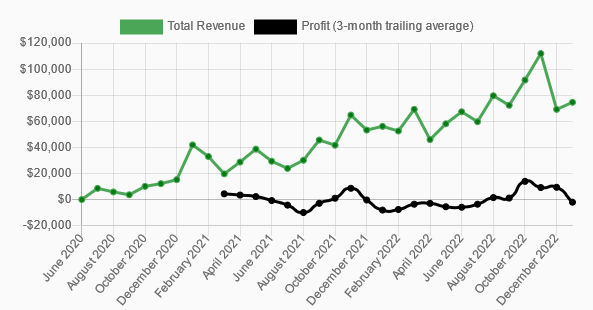 Total Revenue
Profit (3-month trailing average)
$120,000
$100,000
$80,000
$60,000
$40,000
$20,000
$0
-$20,000
June 2020
August 2020
October 2020
December 2020
February 2021
April 2021
June 2021
August 2021
October 2021
December 2021
February 2022
April 2022
June 2022
August 2022
October 2022
December 2022